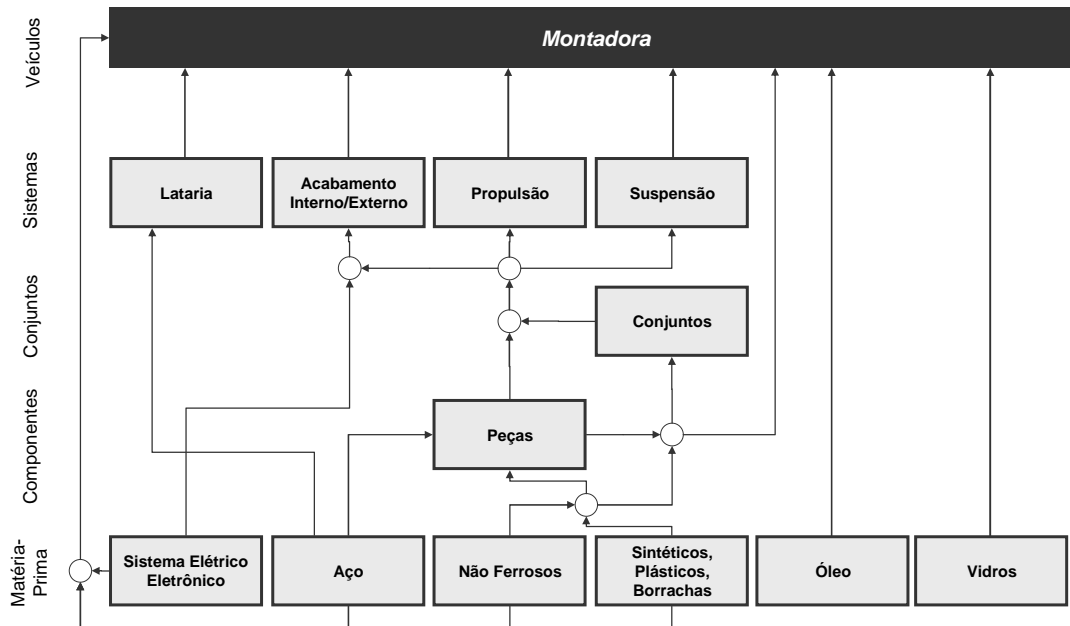 Veículos
Montadora
Sistemas
Lataria
Acabamento
Interno/Externo
Propulsão
Suspensão
Conjuntos
Conjuntos
Componentes
Peças
Matéria-
Prima
Sistema Elétrico
Eletrônico
Aço
Não Ferrosos
Sintéticos,
Plásticos,
Borrachas
Óleo
Vidros